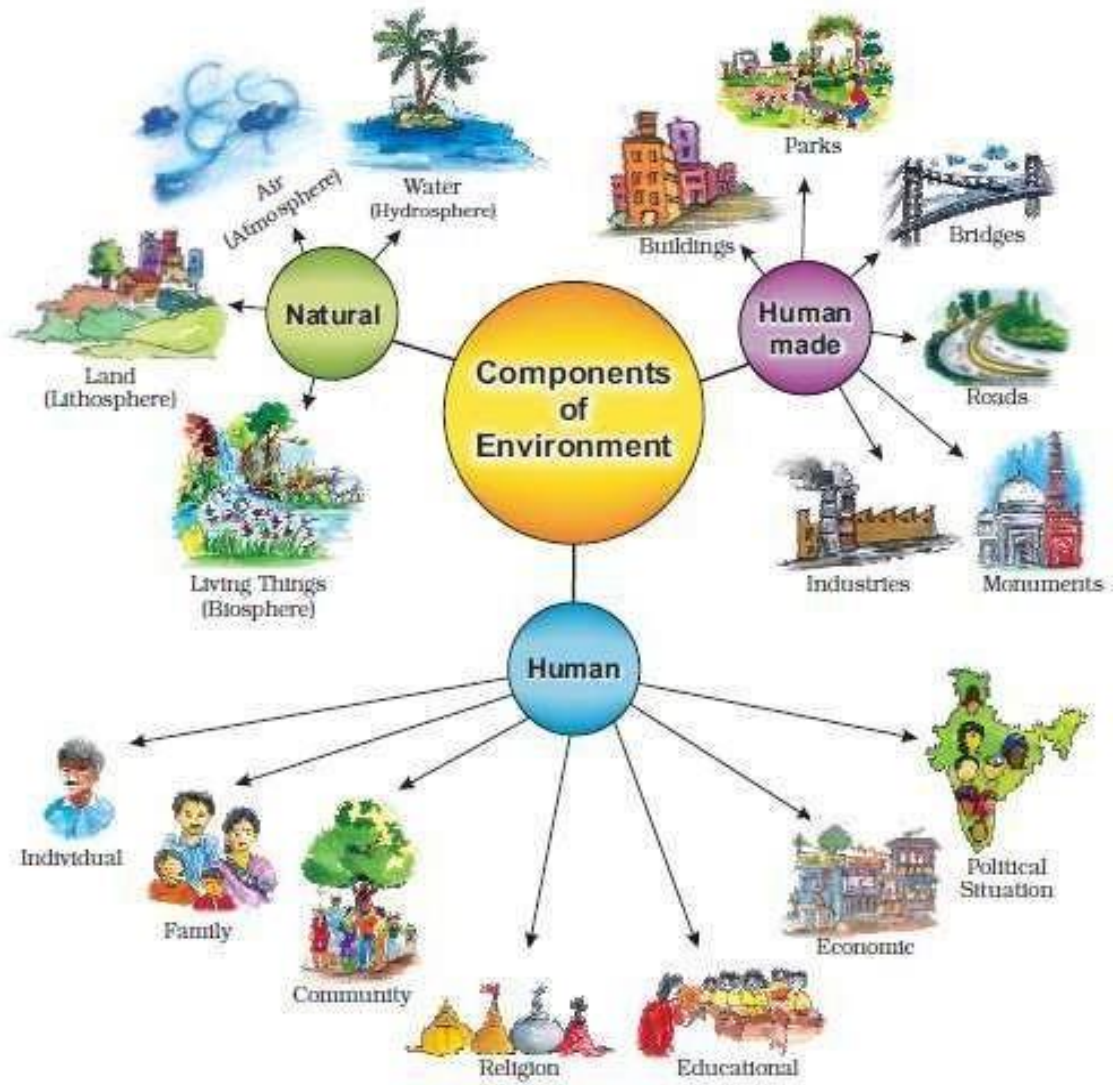 Components
of
Environment
Natural
Air
(Atmosphere)
Water
(Hydrosphere)
Land
(Lithosphere)
Living Things
(Biosphere)
Human
made
Buildings
Parks
Bridges
Roads
Industries
Monuments
Human
Individual
Family
Community
Religion
Educational
Economic
Political
Situation